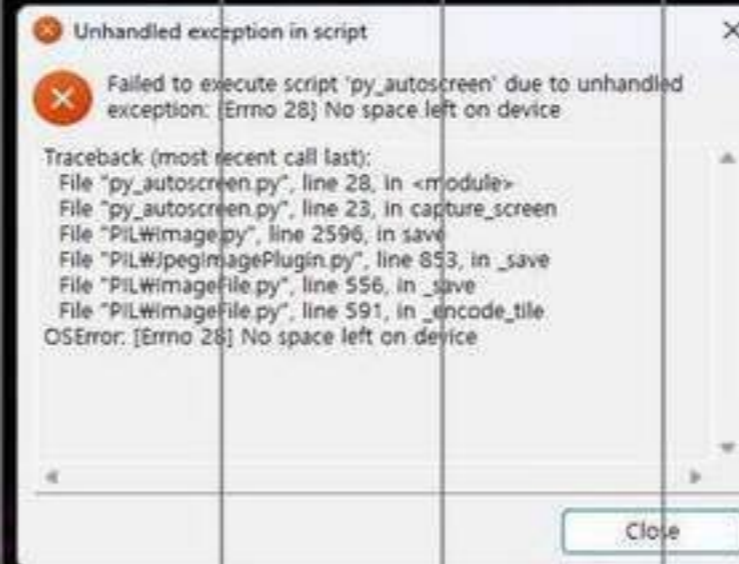 Unhandled exception in script
Failed to execute script 'py_autoscreen' due to unhandled
exception: [Errno 28] No space left on device
Traceback (most recent call last):
File "py_autoscreen.py", line 28, in <module>
File "py_autoscreen.py", line 23, in capture_screen
File "PIL₩Image.py", line 2596, in save
File "PIL₩JpegImagePlugin.py", line 853, in _save
File "PIL₩ImageFile.py", line 556, in _save
File "PIL₩ImageFile.py", line 591, in _encode_tile
OSError: [Errno 28] No space left on device
Close